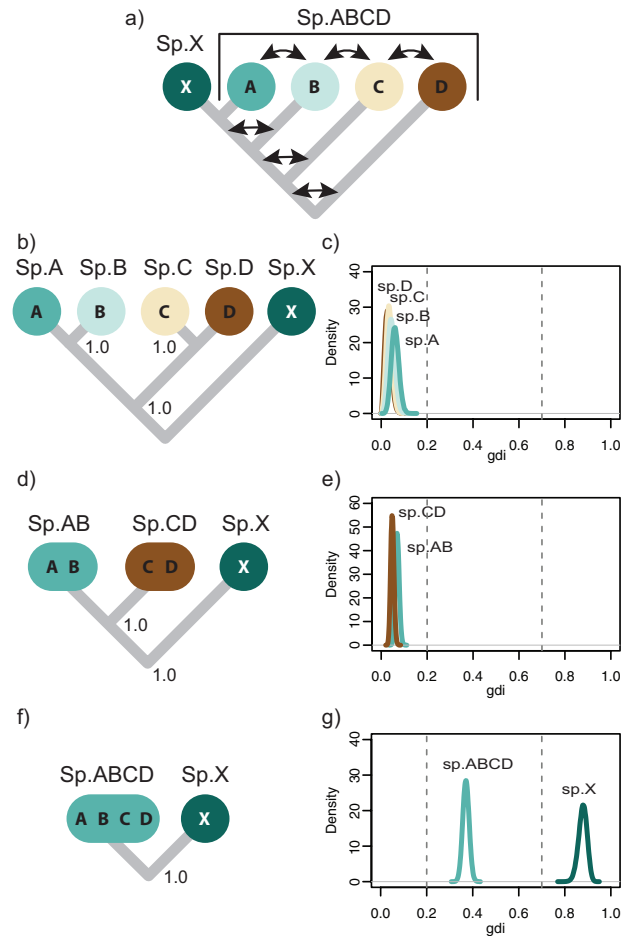 a)
Sp.ABCD
Sp.X
X A B C D
b)
Sp.A Sp.B Sp.C Sp.D Sp.X
A B C D X
1.0 1.0
1.0
c)
Density
40
30
20
10
0
sp.D
sp.C
sp.B
sp.A
0.0 0.2 0.4 0.6 0.8 1.0
gdi
d)
Sp.AB Sp.CD Sp.X
A B C D X
1.0
1.0
e)
Density
60
50
40
30
20
10
0
sp.CD
sp.AB
0.0 0.2 0.4 0.6 0.8 1.0
gdi
f)
Sp.ABCD Sp.X
A B C D X
1.0
g)
Density
40
30
20
10
0
sp.ABCD
sp.X
0.0 0.2 0.4 0.6 0.8 1.0
gdi